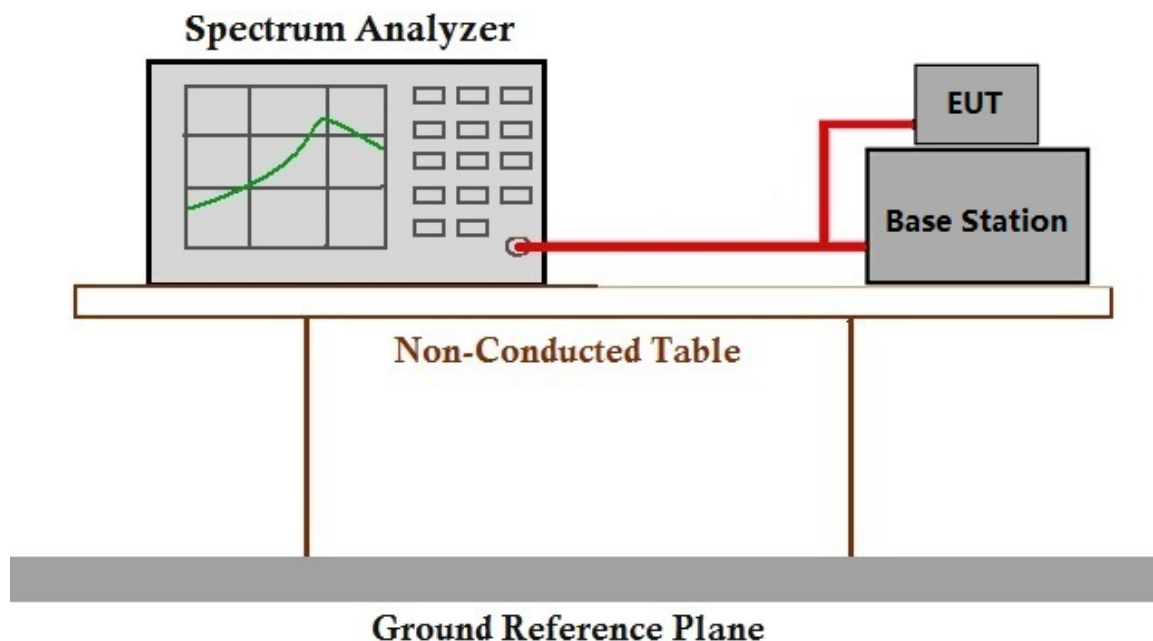 Spectrum Analyzer
EUT
Base Station
Non-Conducted Table
Ground Reference Plane